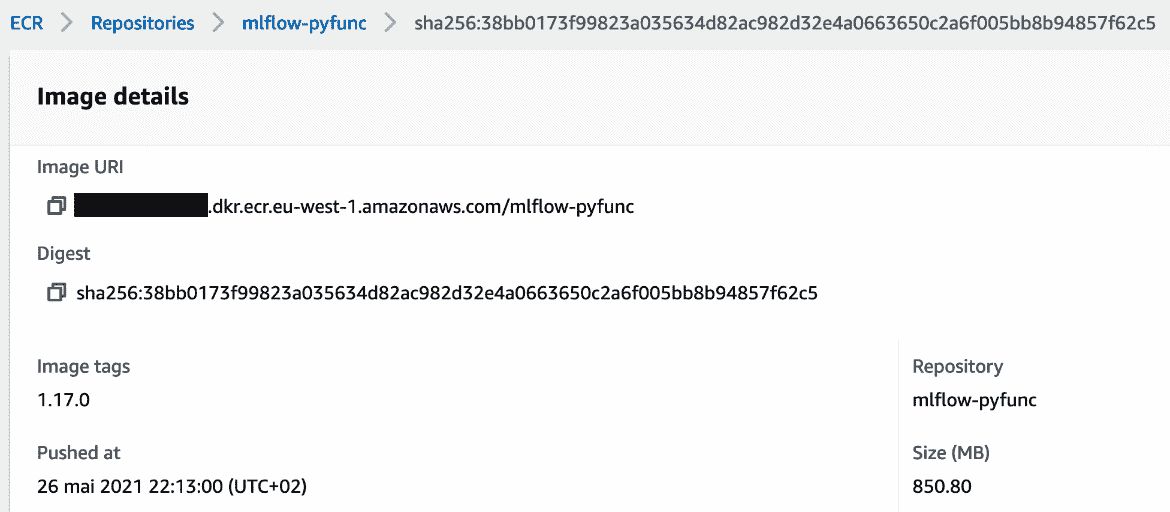 ECR > Repositories > mlflow-pyfunc > sha256:38bb0173f99823a035634d82ac982d32e4a0663650c2a6f005bb8b94857f62c5
Image details
Image URI
.dkr.ecr.eu-west-1.amazonaws.com/mlflow-pyfunc
Digest
sha256:38bb0173f99823a035634d82ac982d32e4a0663650c2a6f005bb8b94857f62c5
Image tags
1.17.0
Repository
mlflow-pyfunc
Pushed at
26 mai 2021 22:13:00 (UTC+02)
Size (MB)
850.80